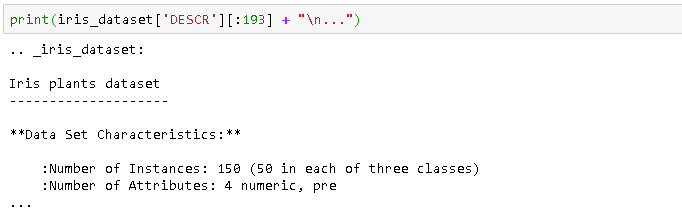 print(iris_dataset['DESCR'][:193] + "\n...")
.. _iris_dataset:
Iris plants dataset
--------------------
**Data Set Characteristics:**
:Number of Instances: 150 (50 in each of three classes)
:Number of Attributes: 4 numeric, pre
...